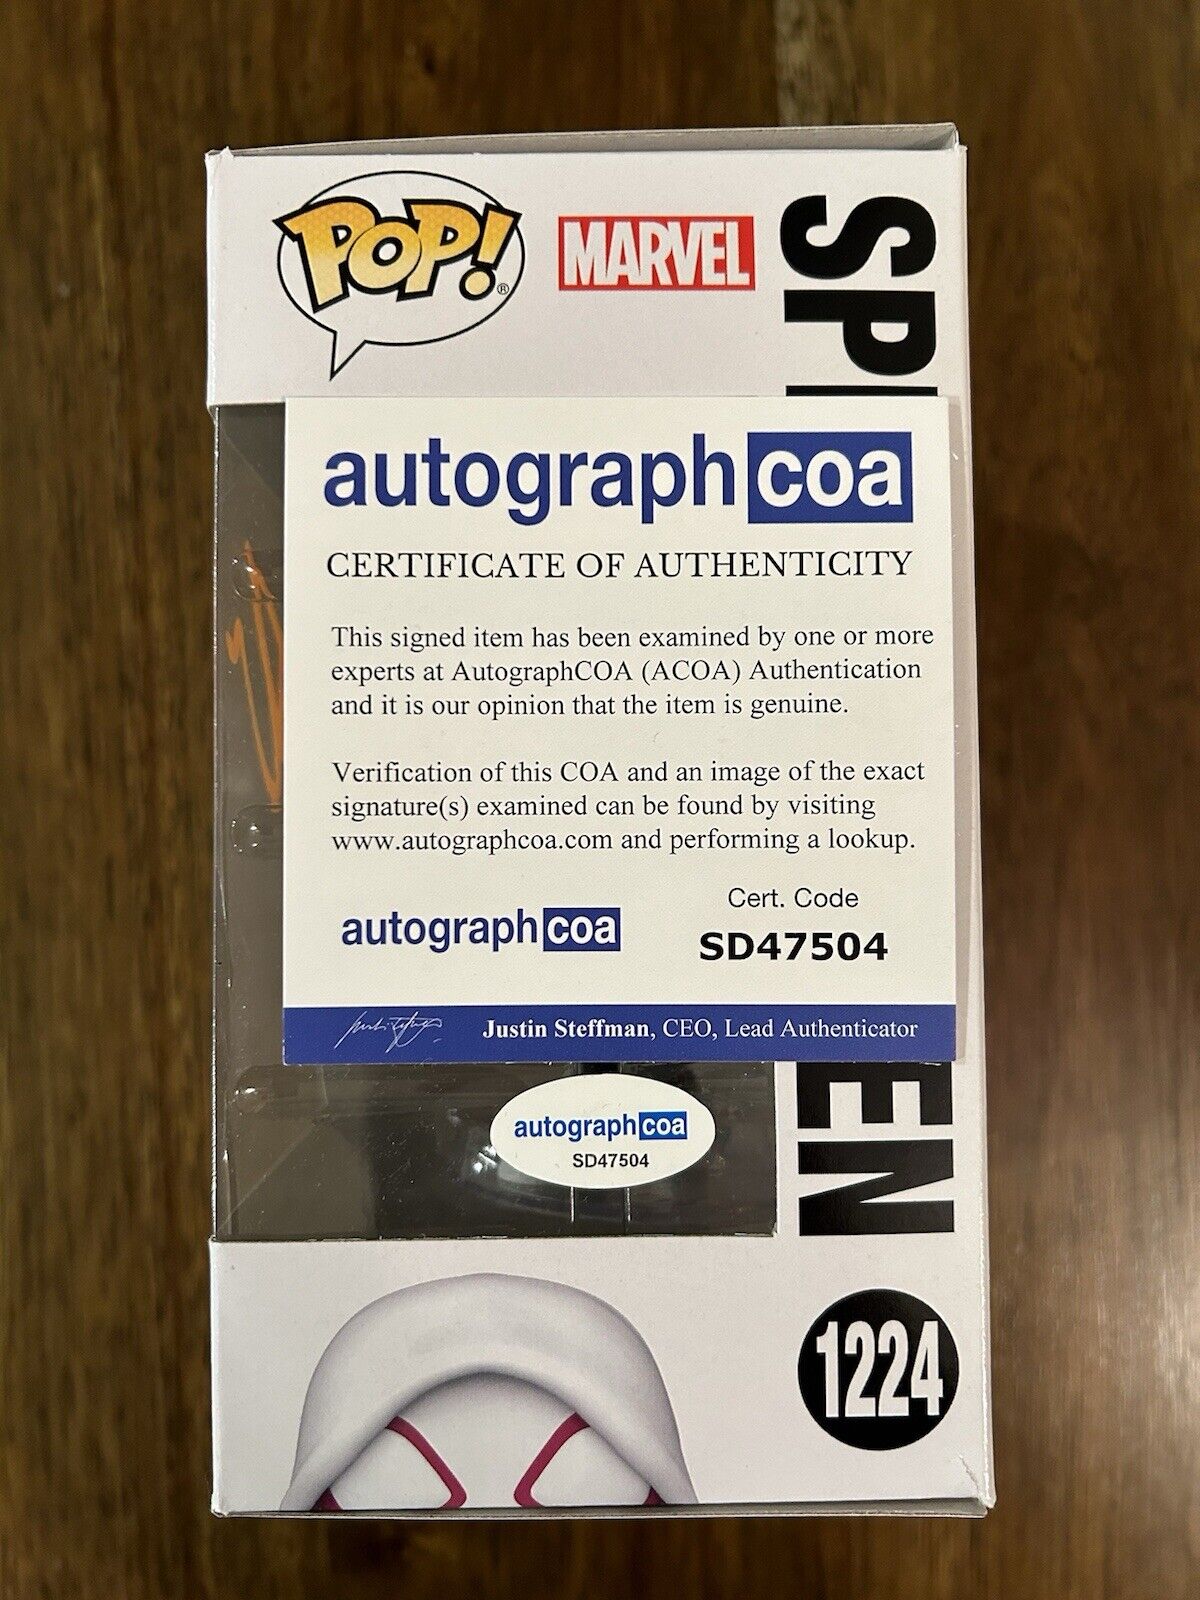 POP!®
MARVEL
SPI
autographcoa
CERTIFICATE OF AUTHENTICITY
This signed item has been examined by one or more
experts at AutographCOA (ACOA) Authentication
and it is our opinion that the item is genuine.
Verification of this COA and an image of the exact
signature(s) examined can be found by visiting
www.autographcoa.com and performing a lookup.
Cert. Code
autographcoa
SD47504
Justin Steffman, CEO, Lead Authenticator
autographcoa
SD47504
EN
1224